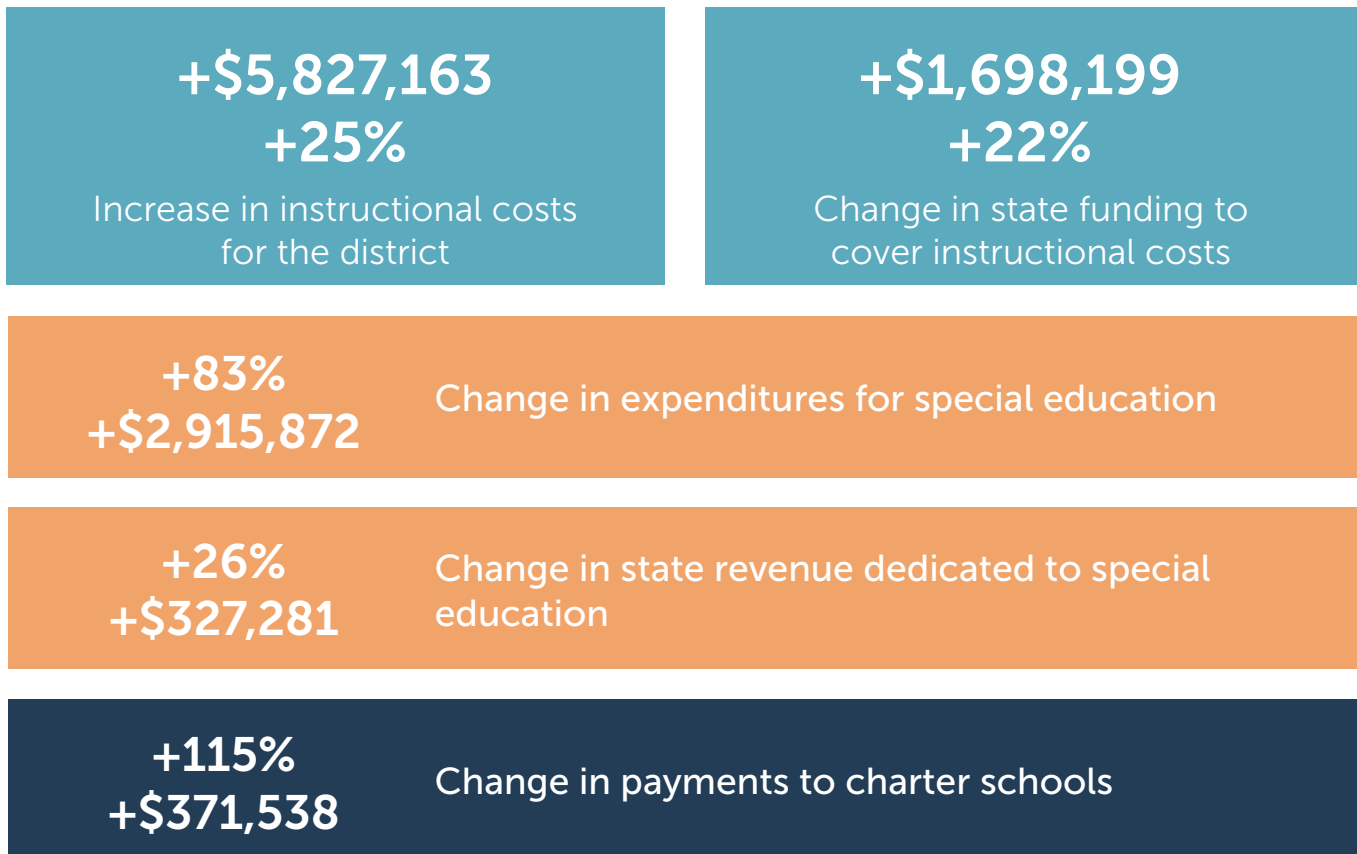 +$5,827,163
+25%
Increase in instructional costs
for the district
+$1,698,199
+22%
Change in state funding to
cover instructional costs
+83%
+$2,915,872
Change in expenditures for special education
+26%
+$327,281
Change in state revenue dedicated to special
education
+115%
+$371,538
Change in payments to charter schools